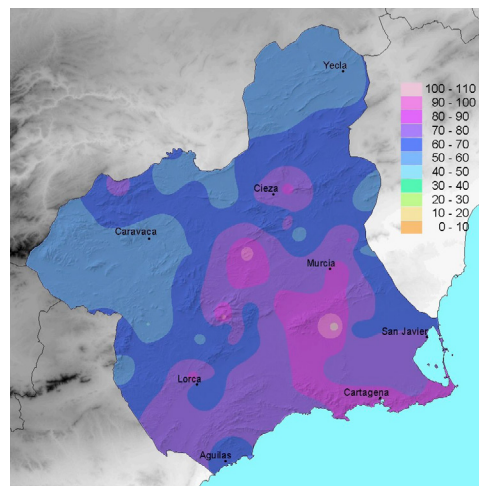 Yecla
100 - 110
90 - 100
80 - 90
70 - 80
60 - 70
50 - 60
40 - 50
30 - 40
20 - 30
10 - 20
0 - 10
Cieza
Caravaca
Murcia
San Javier
Lorca
Cartagena
Aguilas